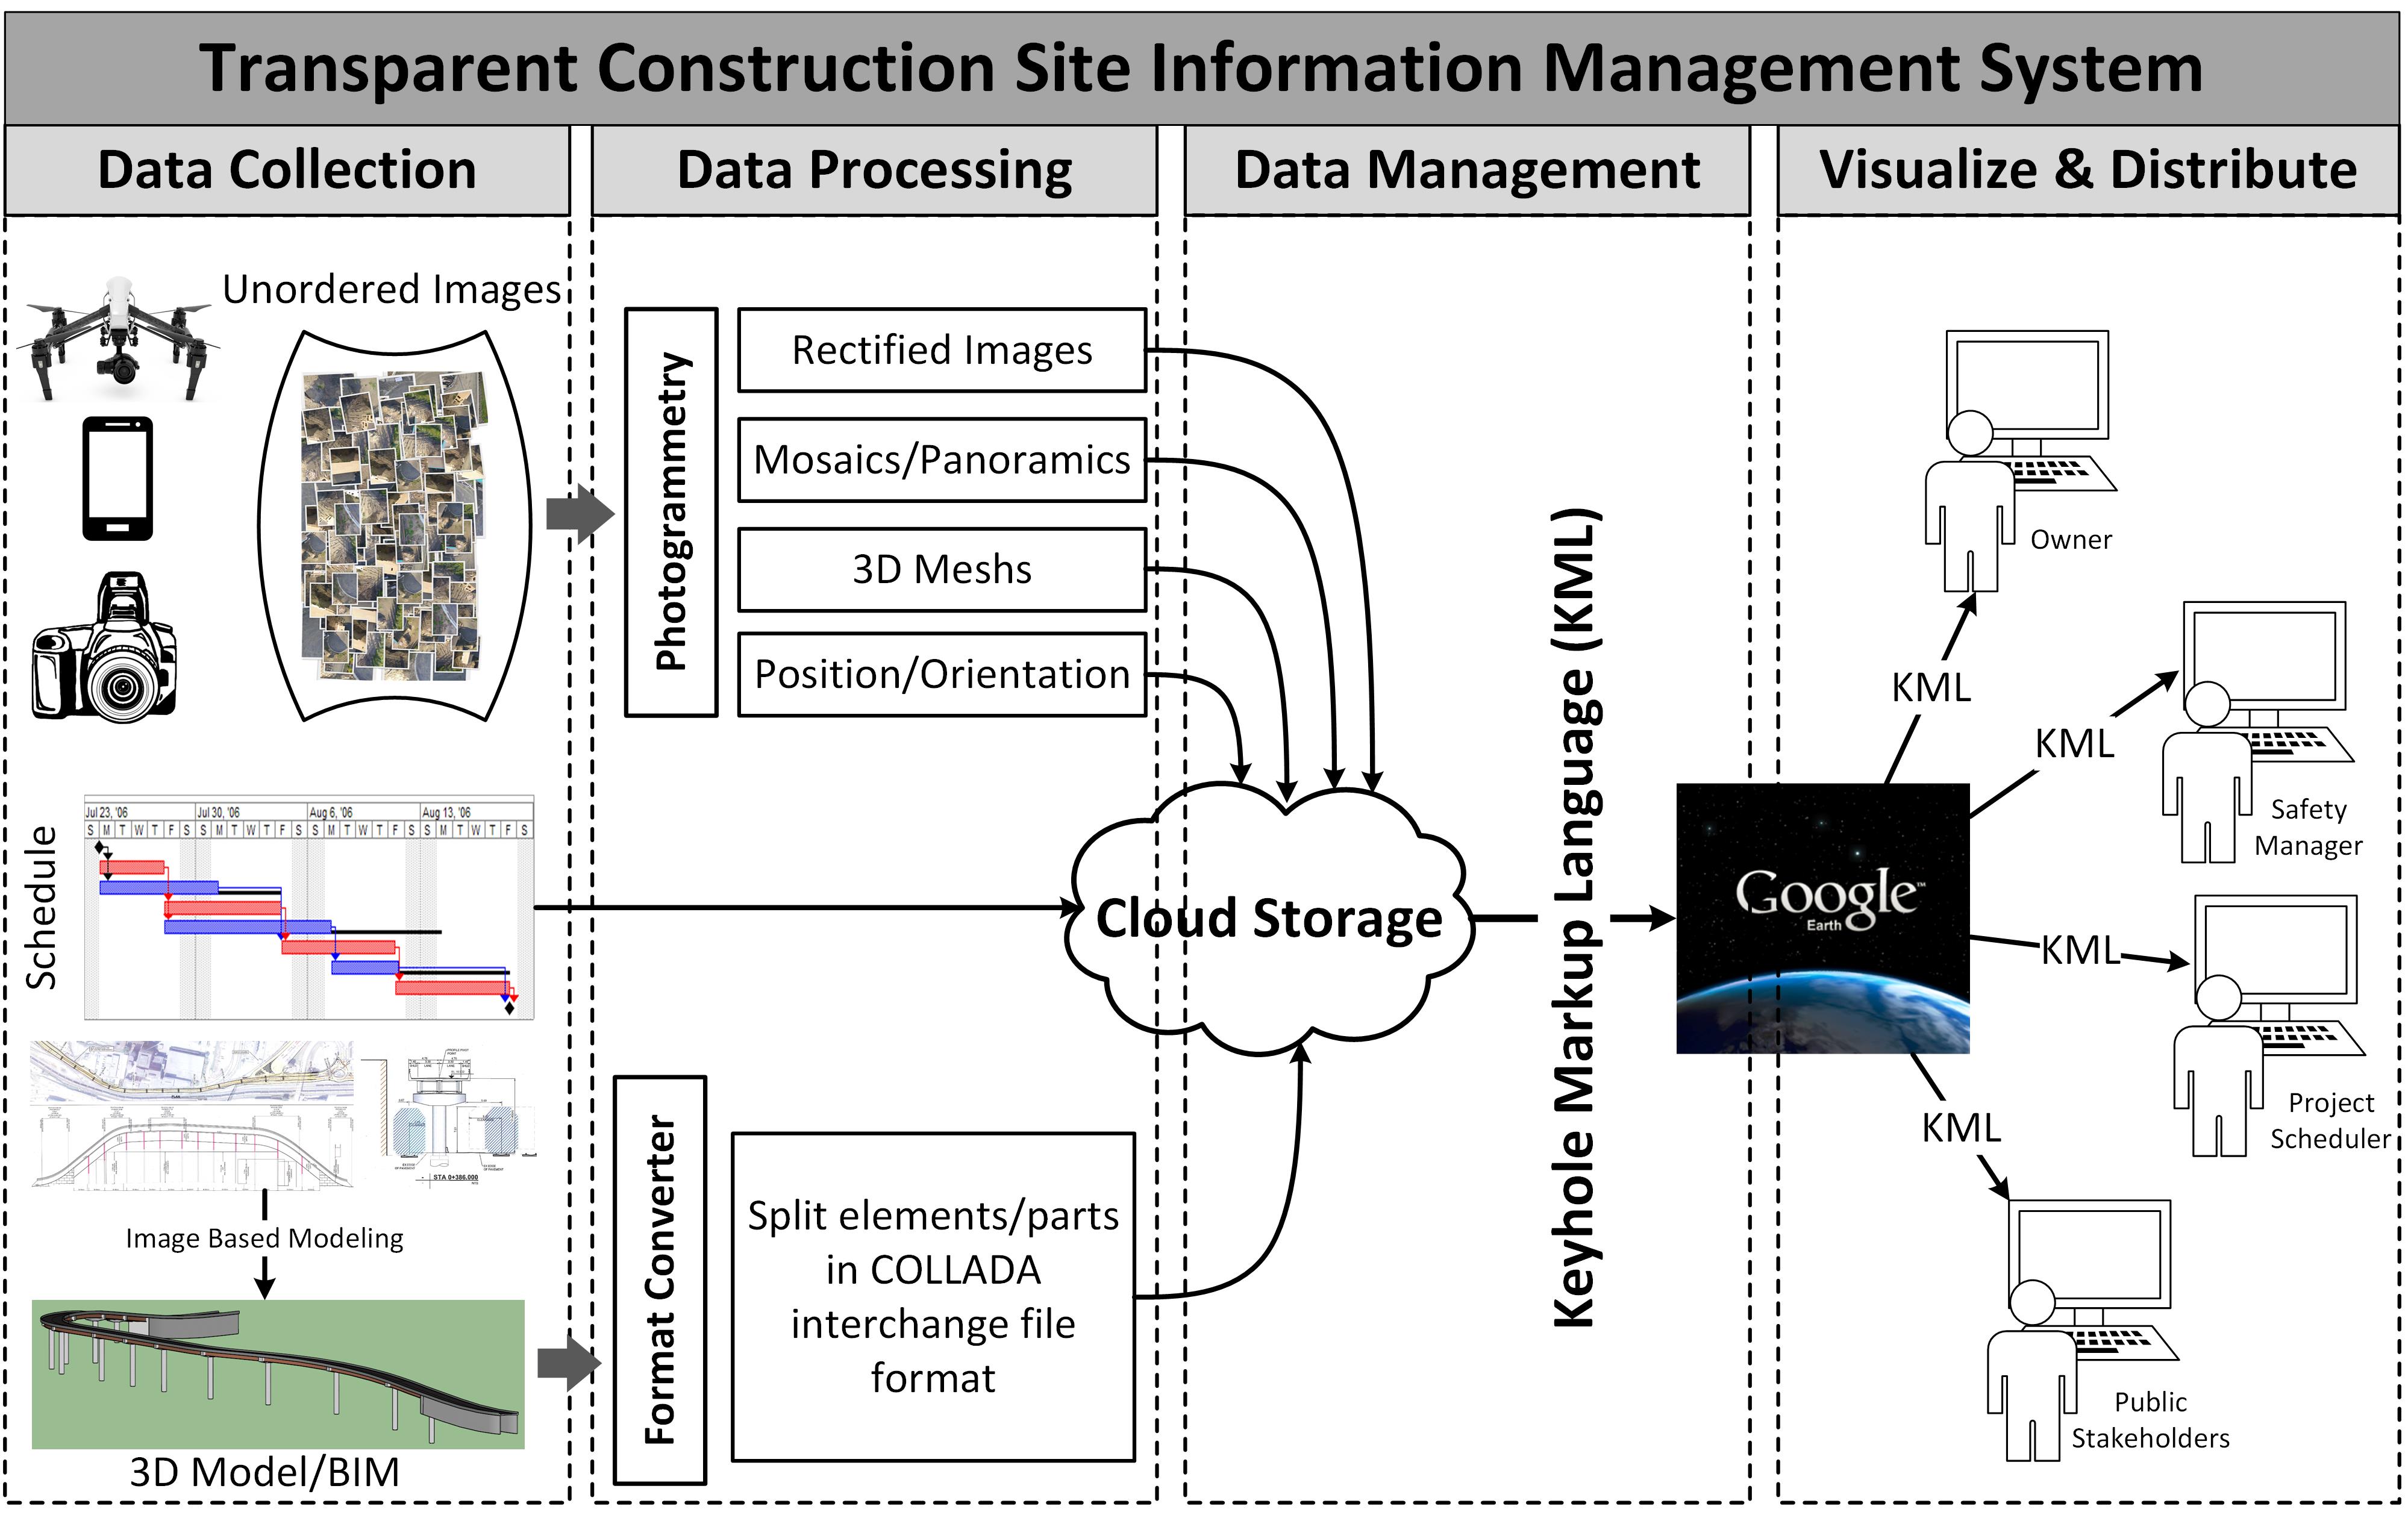 Transparent Construction Site Information Management System
Data Collection
Data Processing
Data Management
Visualize & Distribute
Unordered Images
Photogrammetry
Rectified Images
Mosaics/Panoramics
3D Meshs
Position/Orientation
Schedule
Jul 23, '06
Jul 30, '06
Aug 6, '06
Aug 13, '06
S M T W T F S S M T W T F S S M T W T F S S M T W T F S
STA 0+386.000
Image Based Modeling
3D Model/BIM
Format Converter
Split elements/parts
in COLLADA
interchange file
format
Cloud Storage
Keyhole Markup Language (KML)
Google™
Earth
KML
KML
KML
KML
Owner
Safety
Manager
Project
Scheduler
Public
Stakeholders